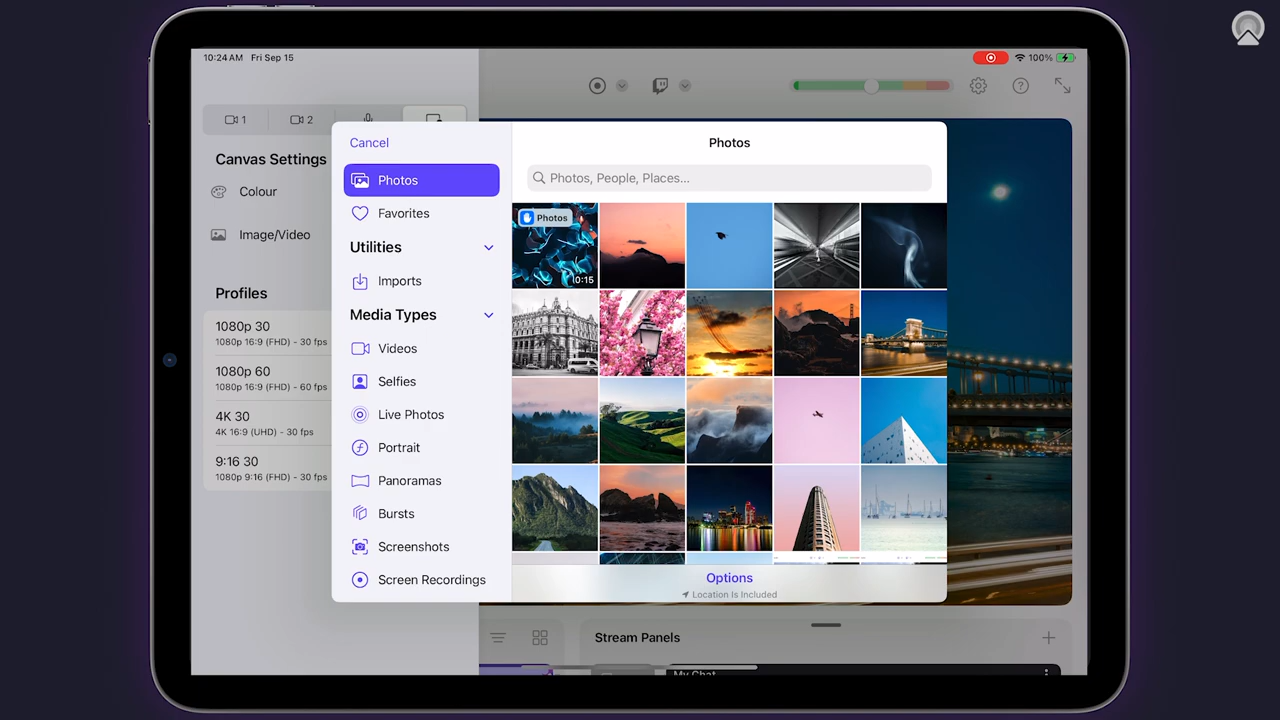 10:24 AM Fri Sep 15
100%
1
2
Canvas Settings
Colour
Image/Video
Profiles
1080p 30
1080p 16:9 (FHD) - 30 fps
1080p 60
1080p 16:9 (FHD) - 60 fps
4K 30
4K 16:9 (UHD) - 30 fps
9:16 30
1080p 9:16 (FHD) - 30 fps
Cancel
Photos
Favorites
Utilities
Imports
Media Types
Videos
Selfies
Live Photos
Portrait
Panoramas
Bursts
Screenshots
Screen Recordings
Photos
Photos, People, Places...
Photos
0:15
Options
Location Is Included
Stream Panels
My Chat